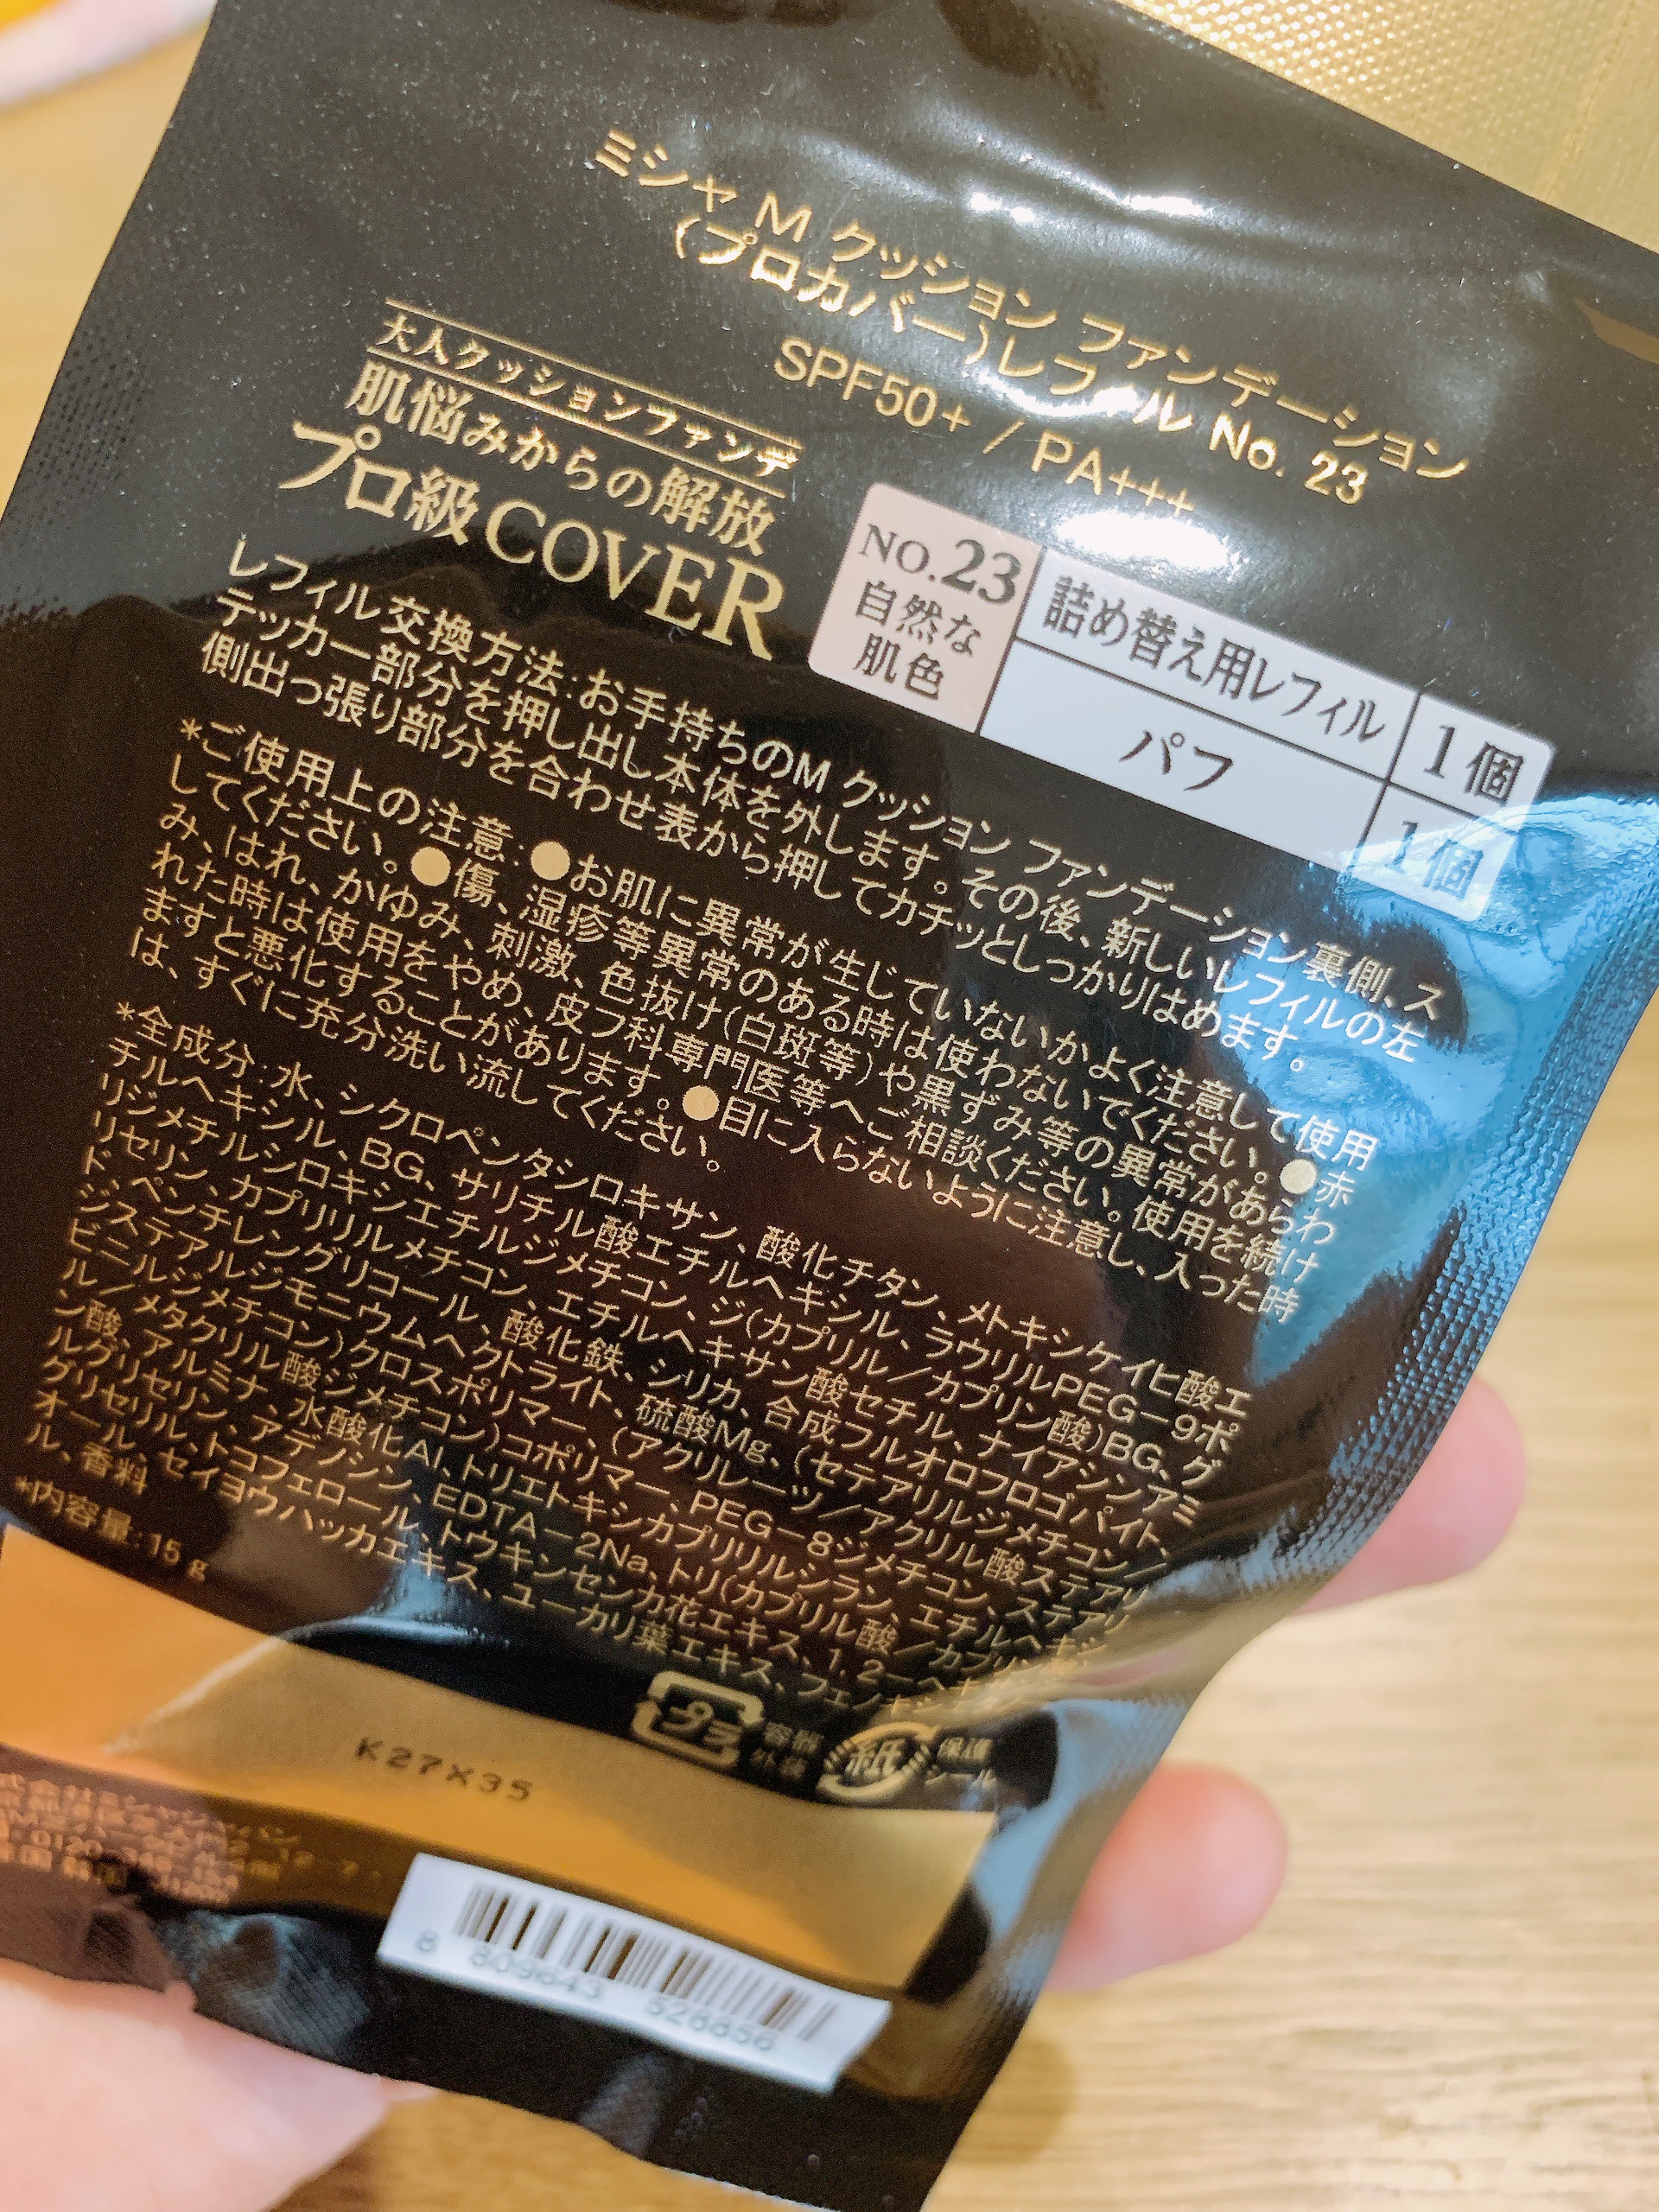 ミシャ M クッション ファンデーション
(プロカバー)レフィル No. 23
SPF50+ / PA+++
大人クッションファンデ
肌悩みからの解放
プロ級COVER
NO.23
自然な
肌色
詰め替え用レフィル 1個
パフ 1個
レフィル交換方法:お手持ちのM クッション ファンデーション裏側、ス
テッカー部分を押し出し本体を外します。その後、新しいレフィルの左
側出っ張り部分を合わせ表から押してカチッとしっかりはめます。
*ご使用上の注意:●お肌に異常が生じていないかよく注意して使用
してください。●傷、湿疹等異常のある時は使わないでください。●赤
み、はれ、かゆみ、刺激、色抜け(白斑等)や黒ずみ等の異常があらわ
れた時は使用をやめ、皮フ科専門医等へご相談ください。使用を続け
ますと悪化することがあります。●目に入らないように注意し、入った時
は、すぐに充分洗い流してください。
*全成分:水、シクロペンタシロキサン、酸化チタン、メトキシケイヒ酸エ
チルヘキシル、BG、サリチル酸エチルヘキシル、ラウリルPEG-9ポ
リジメチルシロキシエチルジメチコン、ジ(カプリル/カプリン酸)BG、グ
リセリン、カプリリルメチコン、エチルヘキサン酸セチル、ナイアシンアミ
ド、ペンチレングリコール、酸化鉄、シリカ、合成フルオロフロゴパイト、
ジステアルジモニウムヘクトライト、硫酸Mg、(セテアリルジメチコン/
ビニルジメチコン)クロスポリマー、(アクリレーツ/アクリル酸ステアリ
ル/メタクリル酸ジメチコン)コポリマー、PEG-8ジメチコン、ステアリ
ン酸、アルミナ、水酸化Al、トリエトキシカプリリルシラン、エチルヘキシ
ルグリセリン、アデノシン、EDTA-2Na、トリ(カプリル酸/カプリン
グリセリル、トコフェロール、トウキンセンカ花エキス、1,2-ヘキサンジ
オール、セイヨウハッカエキス、ユーカリ葉エキス、フェノキシ
ル、香料
*内容量:15 g
プラ 容器 外装
紙 保護 シール
K27X35
8 809643 528856